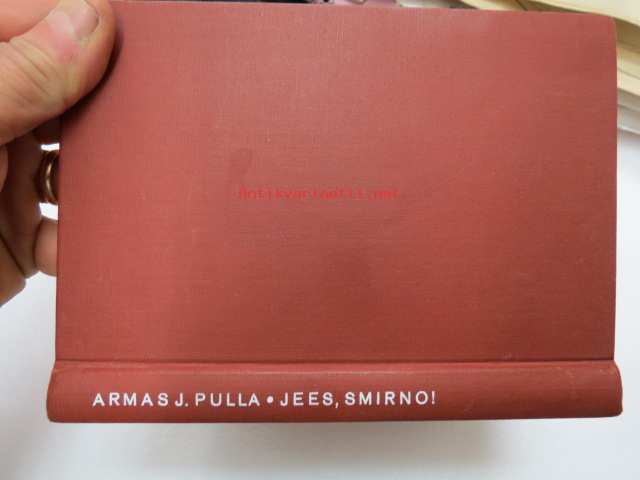 Antikvariaatti.net
ARMAS J. PULLA • JEES, SMIRNO!